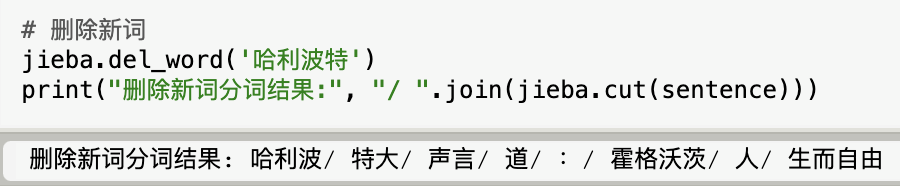 # 删除新词
jieba.del_word('哈利波特')
print("删除新词分词结果:", "/ ".join(jieba.cut(sentence)))
删除新词分词结果: 哈利波/ 特大/ 声言/ 道/ : / 霍格沃茨/ 人/ 生而自由